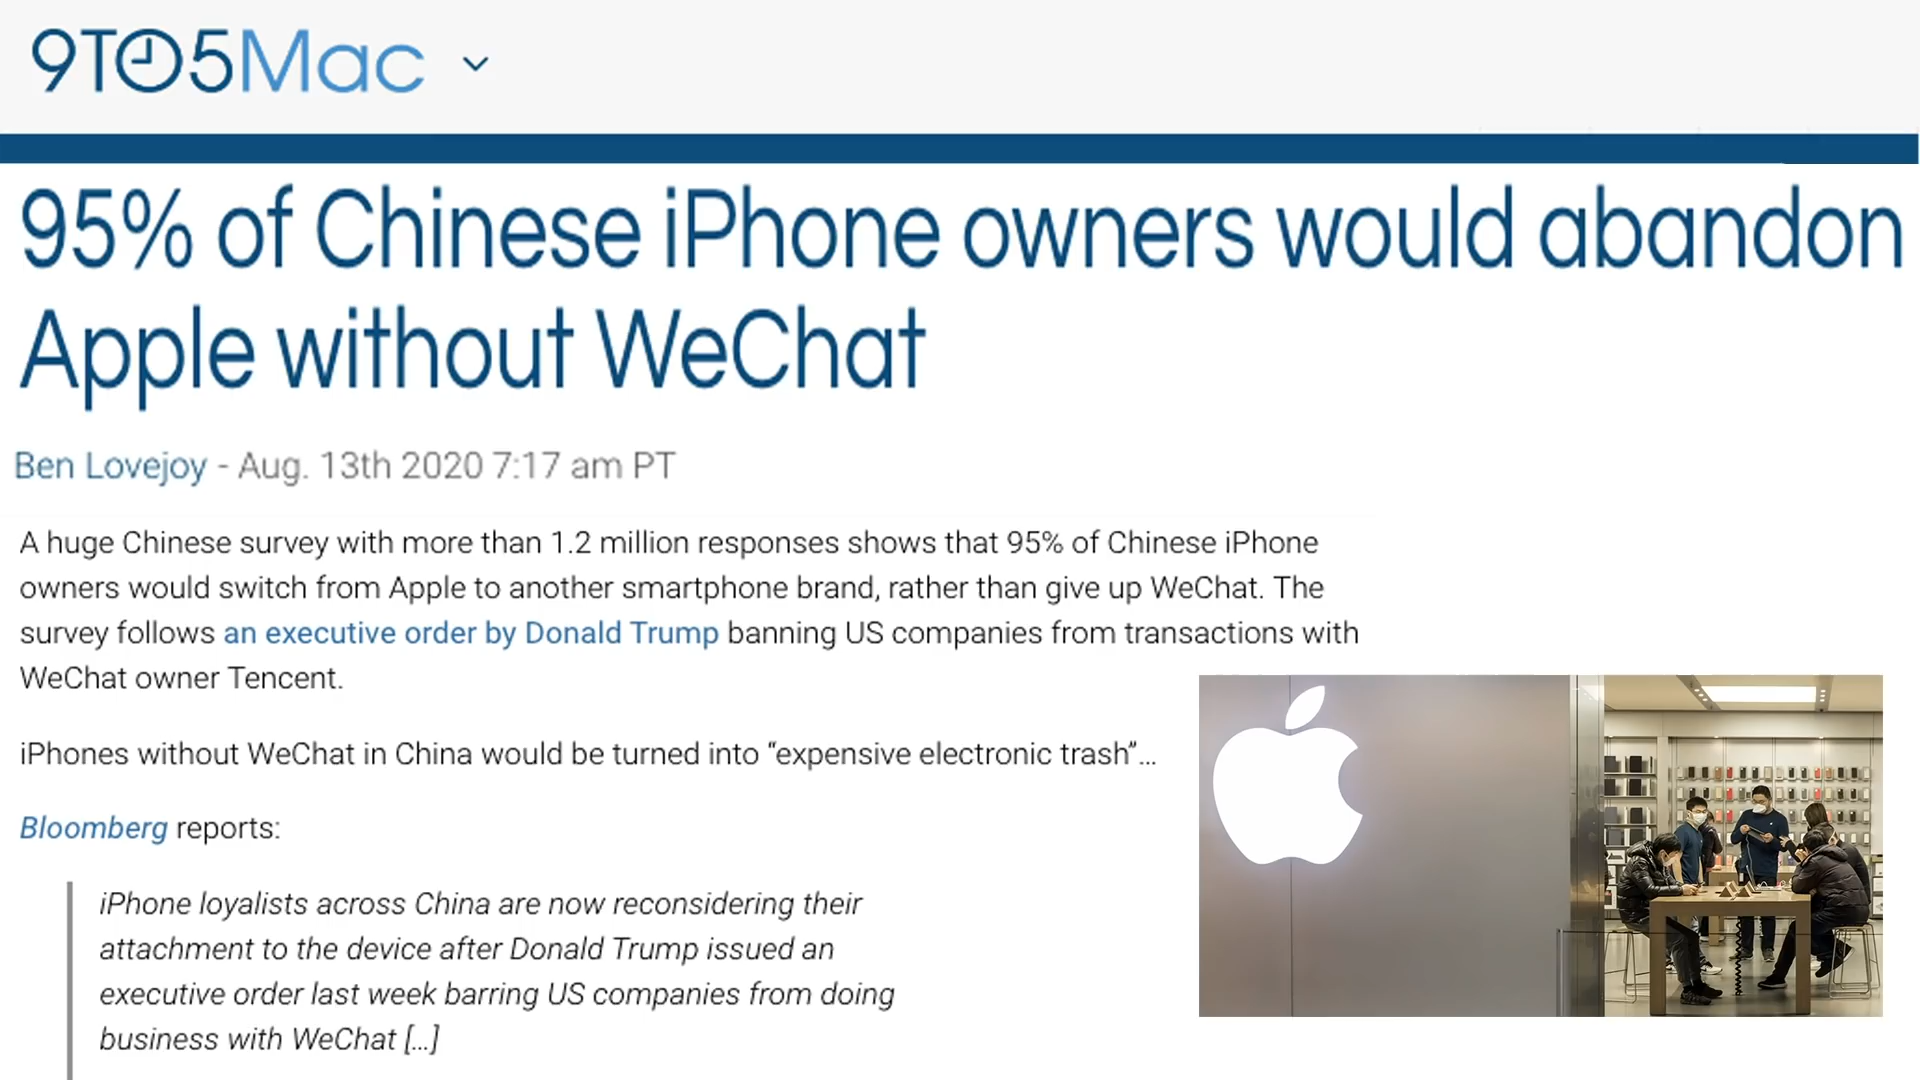 9TO5Mac
95% of Chinese iPhone owners would abandon
Apple without WeChat
Ben Lovejoy - Aug. 13th 2020 7:17 am PT
A huge Chinese survey with more than 1.2 million responses shows that 95% of Chinese iPhone
owners would switch from Apple to another smartphone brand, rather than give up WeChat. The
survey follows an executive order by Donald Trump banning US companies from transactions with
WeChat owner Tencent.
iPhones without WeChat in China would be turned into “expensive electronic trash”…
Bloomberg reports:
iPhone loyalists across China are now reconsidering their
attachment to the device after Donald Trump issued an
executive order last week barring US companies from doing
business with WeChat […]